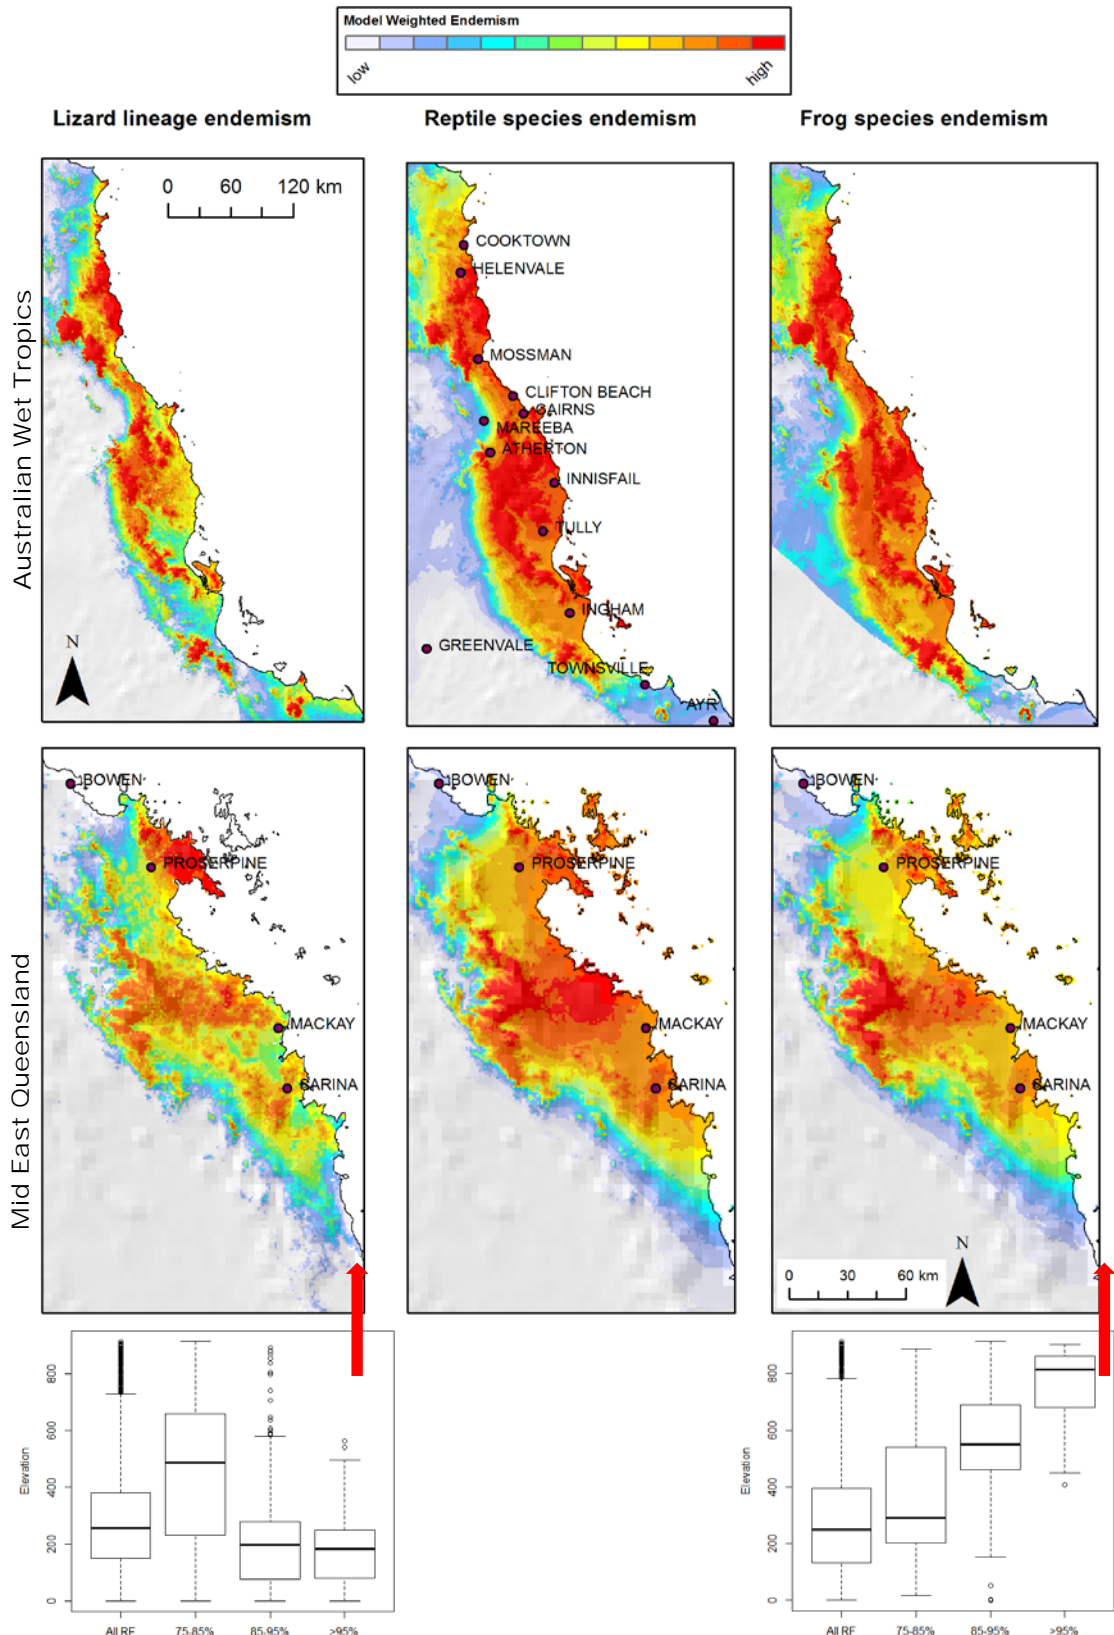 Model Weighted Endemism
low
high
Lizard lineage endemism
Reptile species endemism
Frog species endemism
Australian Wet Tropics
0 60 120 km
N
COOKTOWN
HELENVALE
MOSSMAN
CLIFTON BEACH
CAIRNS
MAREEBA
ATHERTON
INNISFAIL
TULLY
INGHAM
GREENVALE
TOWNSVILLE
AYR
Mid East Queensland
BOWEN
PROSERPINE
MACKAY
SARINA
BOWEN
PROSERPINE
MACKAY
SARINA
BOWEN
PROSERPINE
MACKAY
SARINA
N
0 30 60 km
Elevation
800
600
400
200
0
All RF 75-85% 85-95% >95%
Elevation
800
600
400
200
0
All RF 75-85% 85-95% >95%